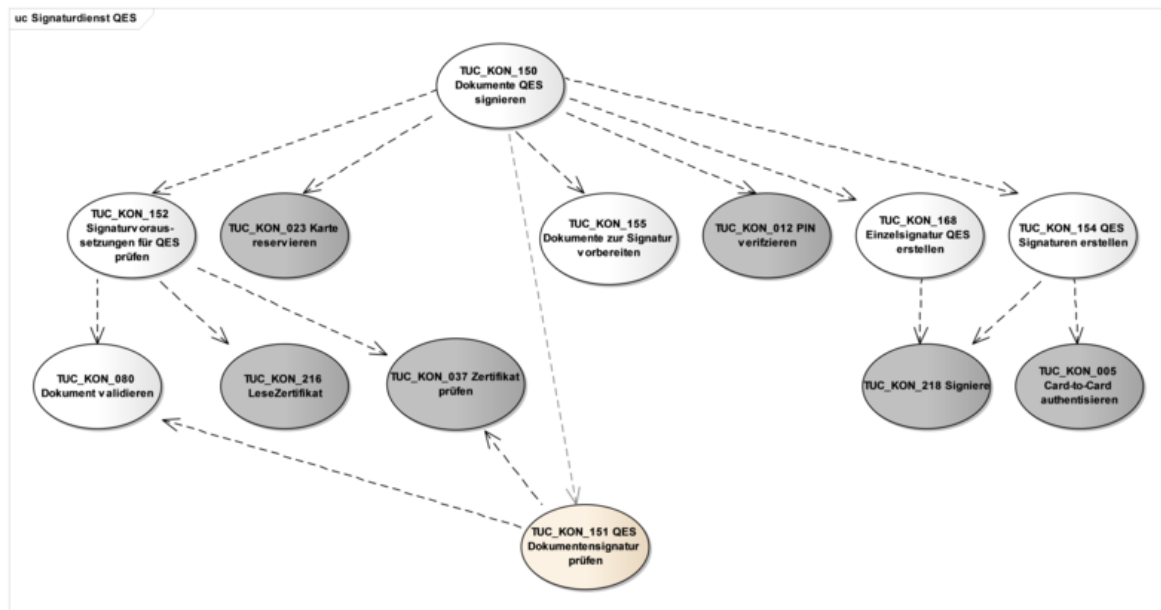 uc Signaturdienst QES
TUC_KON_150
Dokumente QES
signieren
TUC_KON_152
Signaturvoraus-
setzungen für QES
prüfen
TUC_KON_023 Karte
reservieren
TUC_KON_155
Dokumente zur Signatur
vorbereiten
TUC_KON_012 PIN
verifzieren
TUC_KON_168
Einzelsignatur QES
erstellen
TUC_KON_154 QES
Signaturen erstellen
TUC_KON_080
Dokument validieren
TUC_KON_216
LeseZertifikat
TUC_KON_037 Zertifikat
prüfen
TUC_KON_218 Signiere
TUC_KON_005
Card-to-Card
authentisieren
TUC_KON_151 QES
Dokumentensignatur
prüfen